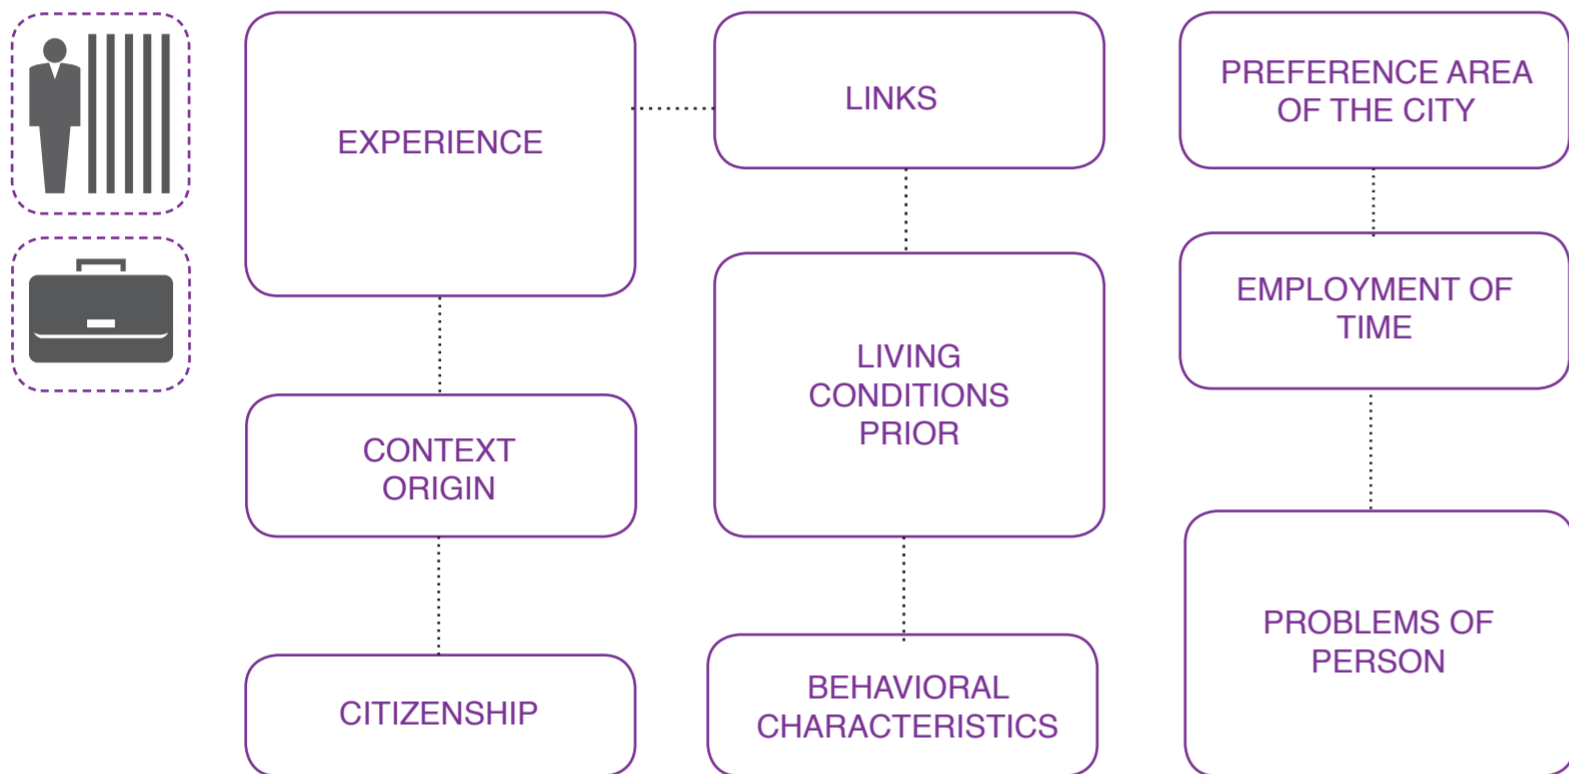 EXPERIENCE
CONTEXT
ORIGIN
CITIZENSHIP
LINKS
LIVING
CONDITIONS
PRIOR
BEHAVIORAL
CHARACTERISTICS
PREFERENCE AREA
OF THE CITY
EMPLOYMENT OF
TIME
PROBLEMS OF
PERSON